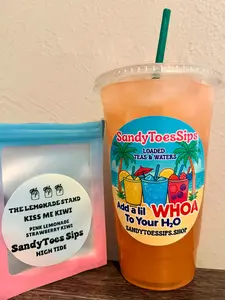 THE LEMONADE STAND
KISS ME KIWI
PINK LEMONADE
STRAWBERRY KIWI
SandyToes Sips
HIGH TIDE
SandyToesSips
LOADED
TEAS & WATERS
Add a lil WHOA
To Your H₂O
SANDYTOESSIPS.SHOP